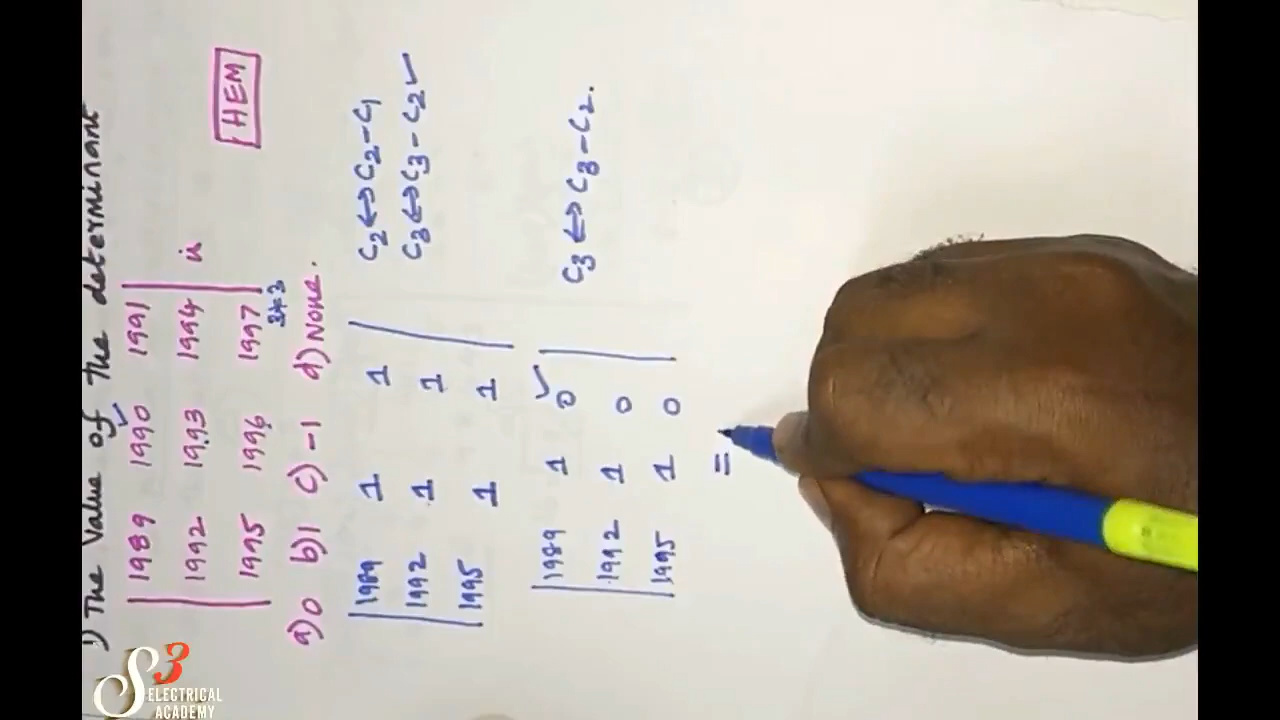 1) The value of the determinant
|1989 1990 1991|
|1992 1993 1994| is
|1995 1996 1997| 3*3
HEM
a) 0 b) 1 c) -1 d) None.
|1989 1 1| C2 <-> C2 - C1
|1992 1 1| C3 <-> C3 - C2 ✓
|1995 1 1|
|1989 1 0| ✓ C3 <-> C3 - C2.
|1992 1 0|
|1995 1 0|
=
S3
ELECTRICAL
ACADEMY